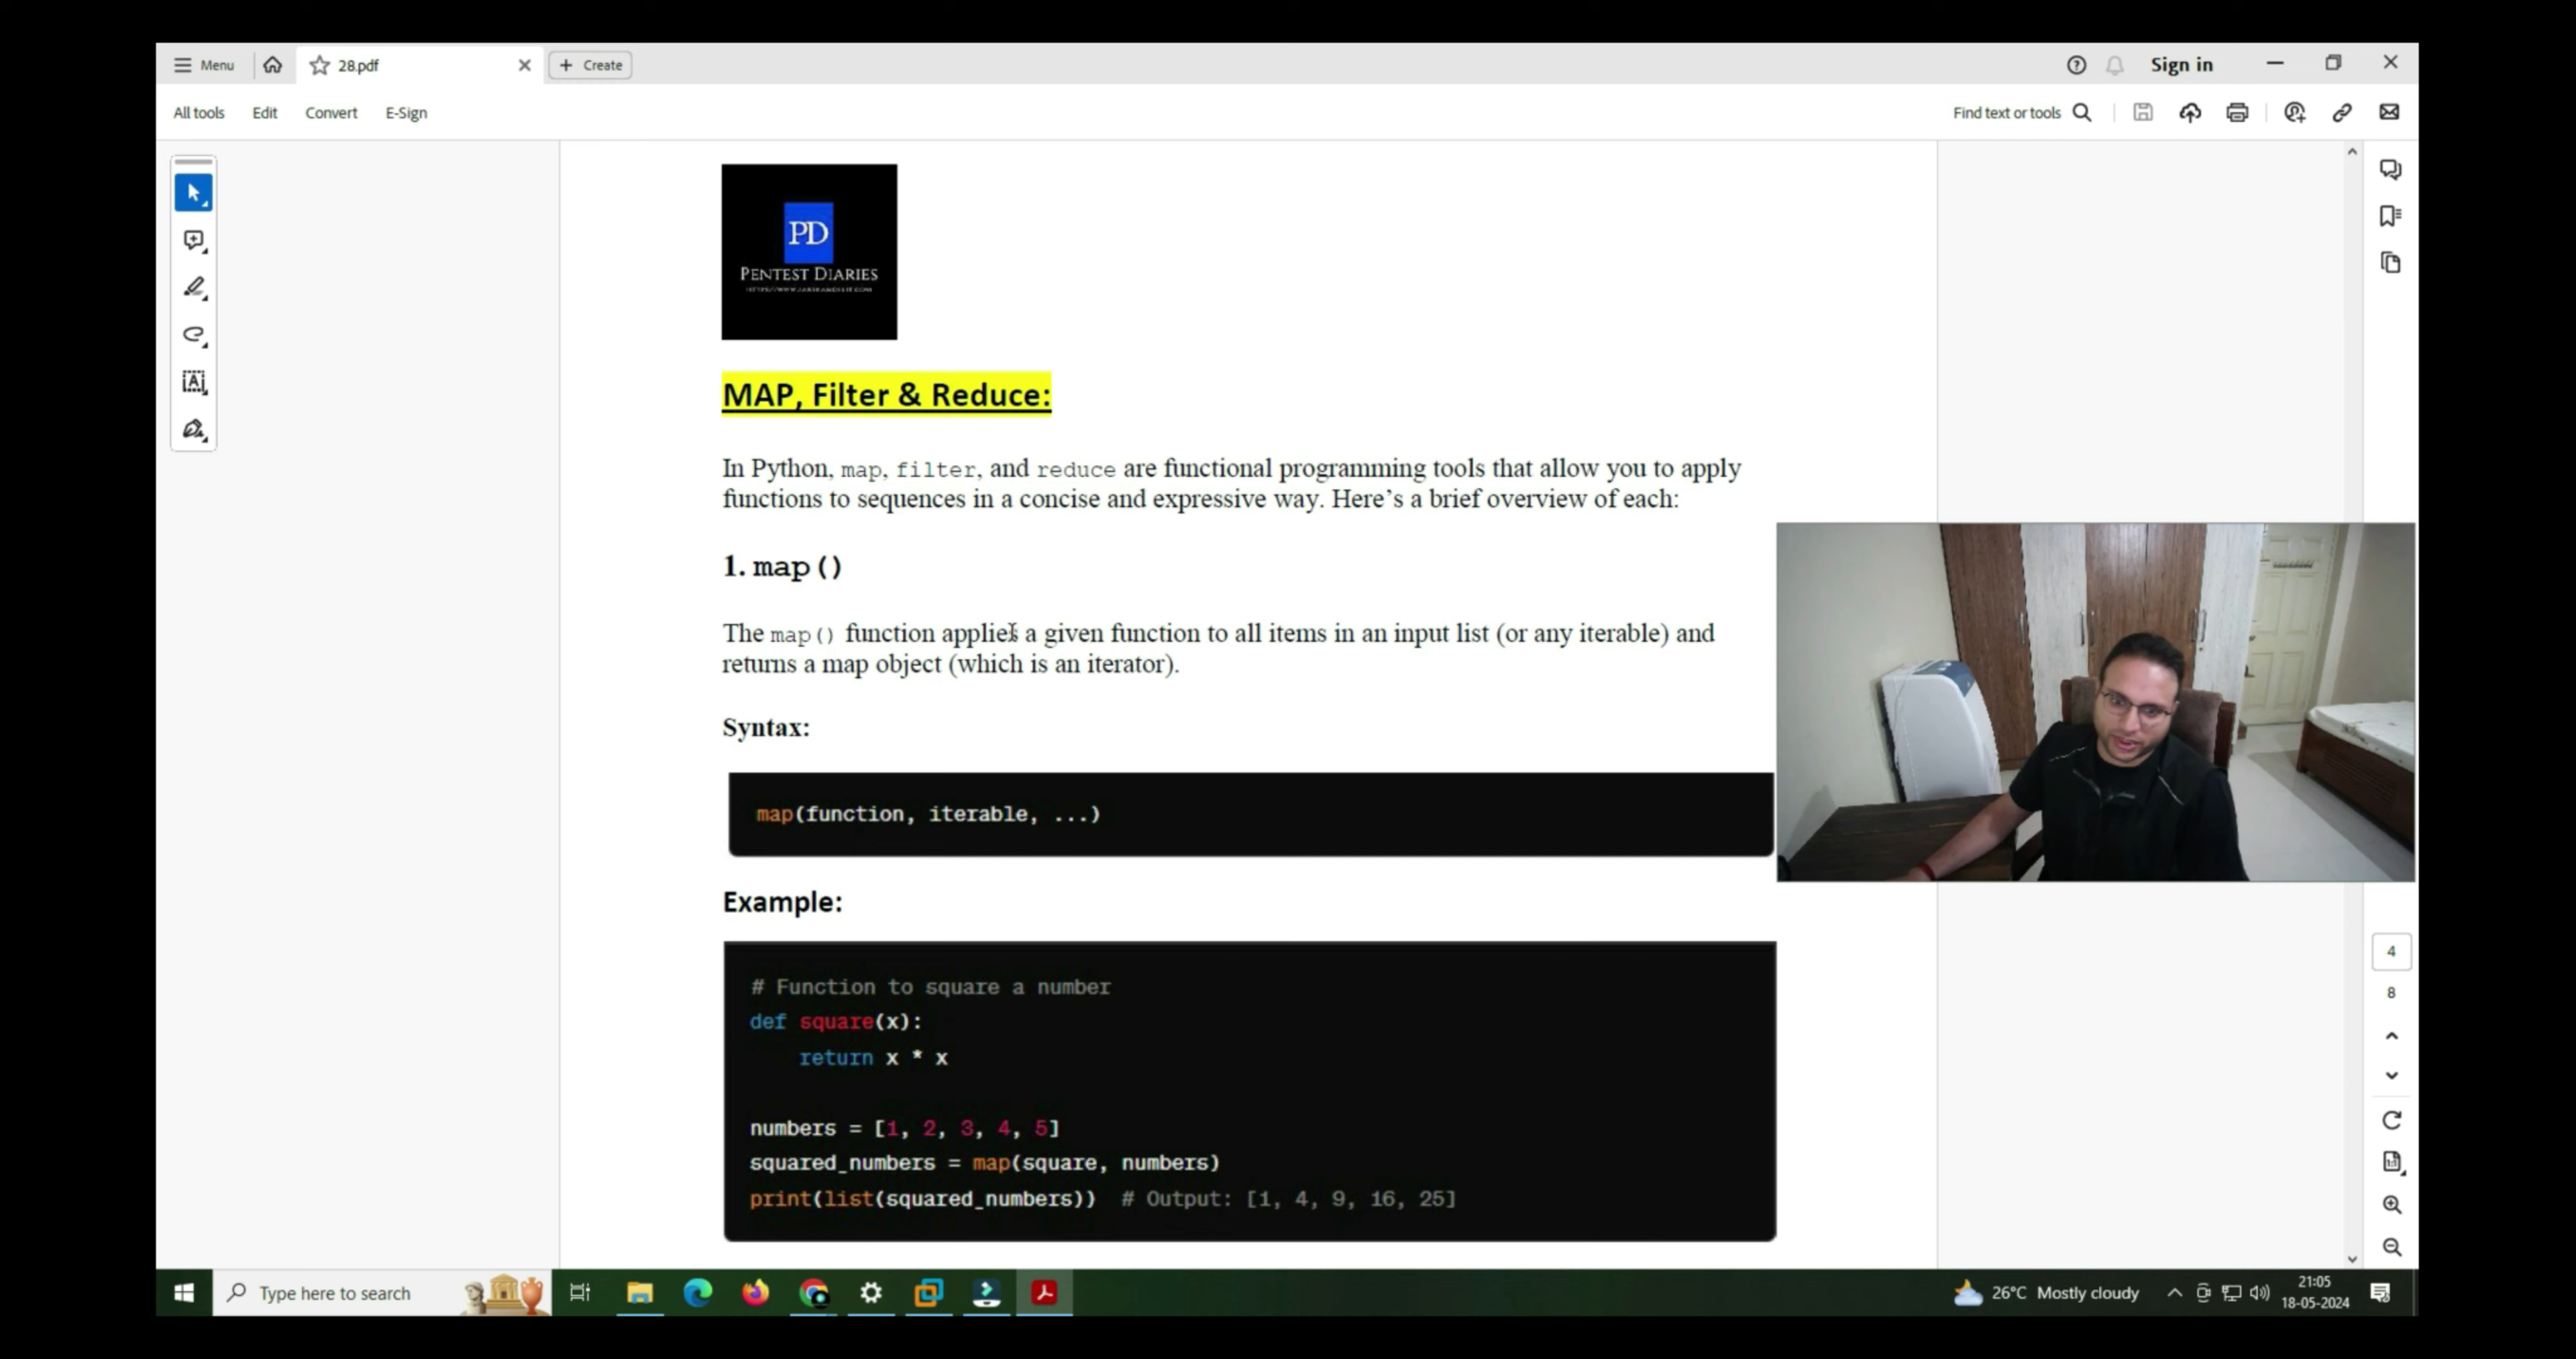 Menu
28.pdf
Create
Sign in
All tools
Edit
Convert
E-Sign
Find text or tools
PD
PENTEST DIARIES
MAP, Filter & Reduce:
In Python, map, filter, and reduce are functional programming tools that allow you to apply
functions to sequences in a concise and expressive way. Here’s a brief overview of each:
1. map()
The map() function applies a given function to all items in an input list (or any iterable) and
returns a map object (which is an iterator).
Syntax:
map(function, iterable, ...)
Example:
# Function to square a number
def square(x):
    return x * x
numbers = [1, 2, 3, 4, 5]
squared_numbers = map(square, numbers)
print(list(squared_numbers))  # Output: [1, 4, 9, 16, 25]
4
8
Type here to search
26°C Mostly cloudy
21:05
18-05-2024